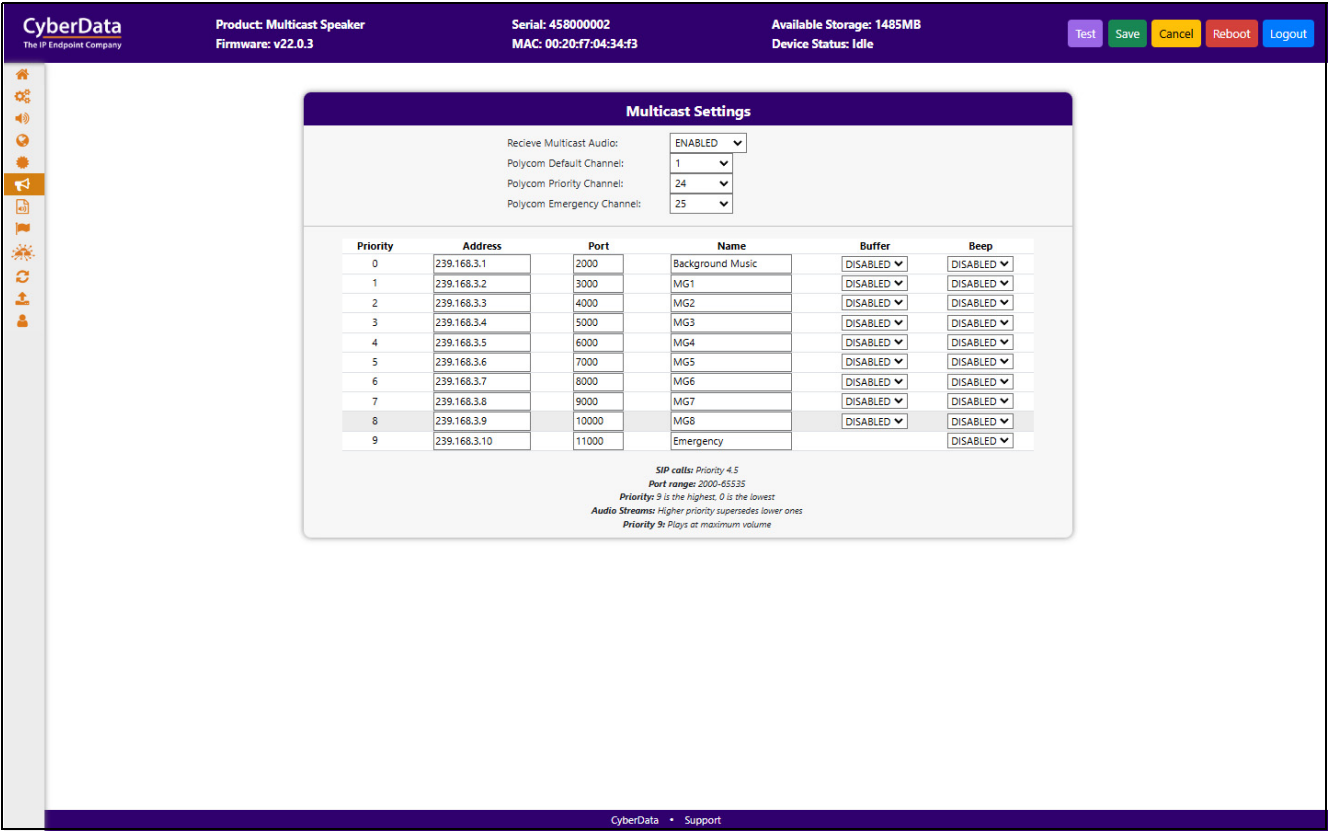 CyberData
The IP Endpoint Company
Product: Multicast Speaker
Firmware: v22.0.3
Serial: 458000002
MAC: 00:20:f7:04:34:f3
Available Storage: 1485MB
Device Status: Idle
Test Save Cancel Reboot Logout
Multicast Settings
Recieve Multicast Audio: ENABLED
Polycom Default Channel: 1
Polycom Priority Channel: 24
Polycom Emergency Channel: 25
Priority Address Port Name Buffer Beep
0 239.168.3.1 2000 Background Music DISABLED DISABLED
1 239.168.3.2 3000 MG1 DISABLED DISABLED
2 239.168.3.3 4000 MG2 DISABLED DISABLED
3 239.168.3.4 5000 MG3 DISABLED DISABLED
4 239.168.3.5 6000 MG4 DISABLED DISABLED
5 239.168.3.6 7000 MG5 DISABLED DISABLED
6 239.168.3.7 8000 MG6 DISABLED DISABLED
7 239.168.3.8 9000 MG7 DISABLED DISABLED
8 239.168.3.9 10000 MG8 DISABLED DISABLED
9 239.168.3.10 11000 Emergency DISABLED
SIP calls: Priority 4.5
Port range: 2000-65535
Priority: 9 is the highest, 0 is the lowest
Audio Streams: Higher priority supersedes lower ones
Priority 9: Plays at maximum volume
CyberData • Support